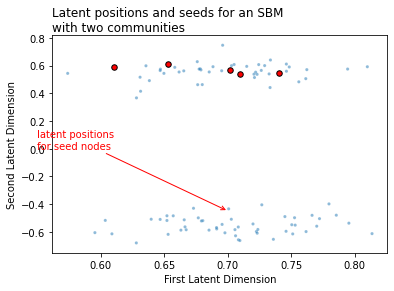 Latent positions and seeds for an SBM
with two communities
Second Latent Dimension
0.8
0.6
0.4
0.2
0.0
−0.2
−0.4
−0.6
latent positions
for seed nodes
0.60
0.65
0.70
0.75
0.80
First Latent Dimension